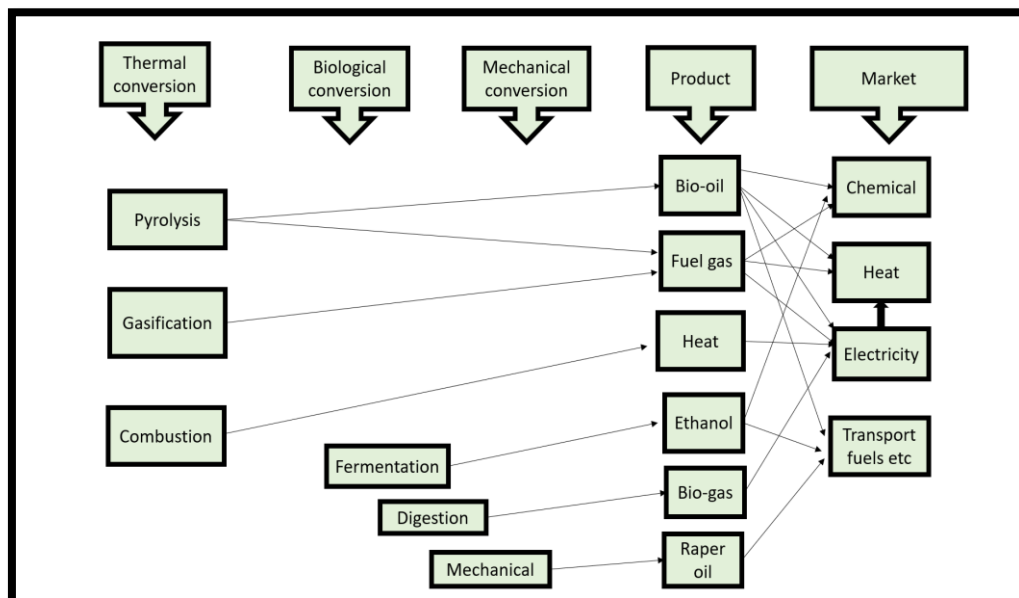 Thermal
conversion
Biological
conversion
Mechanical
conversion
Product
Market
Pyrolysis
Bio-oil
Chemical
Fuel gas
Heat
Gasification
Heat
Electricity
Combustion
Ethanol
Transport
fuels etc
Fermentation
Bio-gas
Digestion
Raper
oil
Mechanical